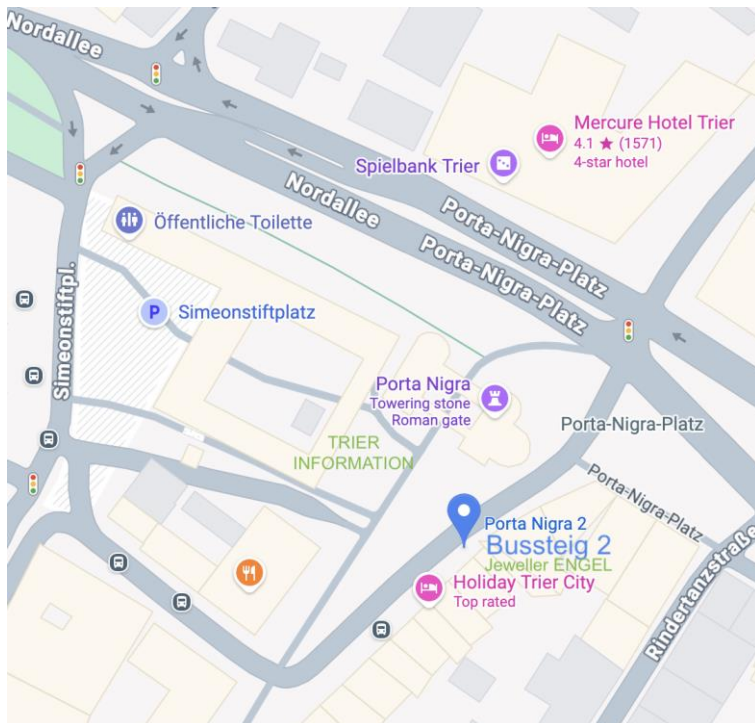 Nordallee
Mercure Hotel Trier
4.1 ★ (1571)
4-star hotel
Spielbank Trier
Nordallee
Porta-Nigra-Platz
Porta-Nigra-Platz
Öffentliche Toilette
Simeonstiftpl.
P
Simeonstiftplatz
Porta Nigra
Towering stone
Roman gate
Porta-Nigra-Platz
TRIER
INFORMATION
Porta-Nigra-Platz
Porta Nigra 2
Bussteig 2
Jeweller ENGEL
Holiday Trier City
Top rated
Rindertanzstraße